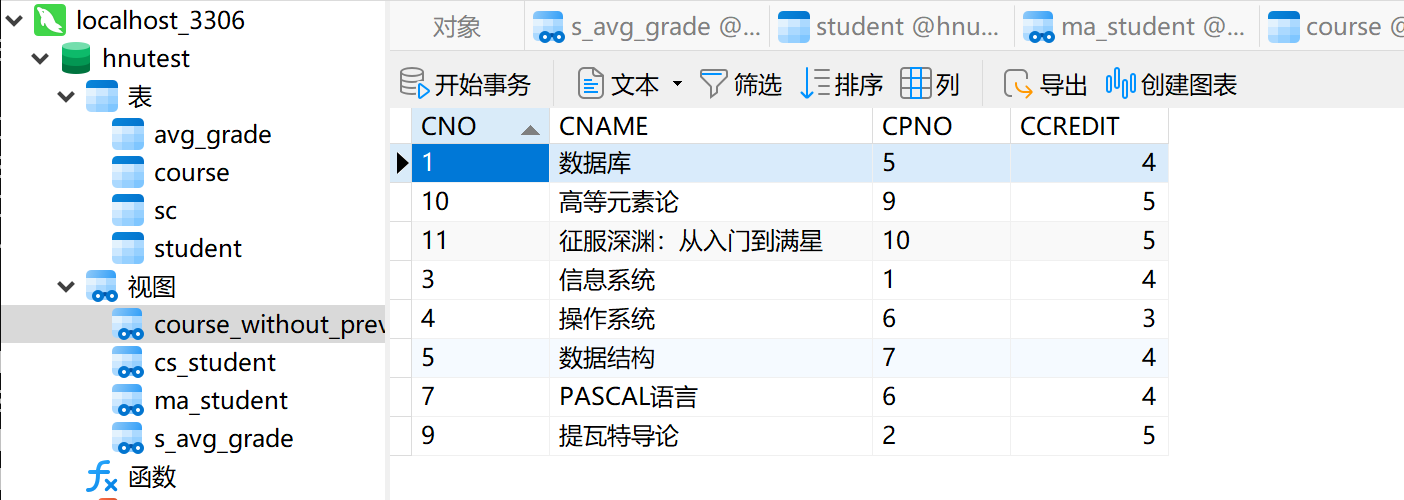 localhost_3306
hnutest
表
avg_grade
course
sc
student
视图
course_without_prev
cs_student
ma_student
s_avg_grade
函数
对象 s_avg_grade @... student @hnu... ma_student @... course @
开始事务 文本 筛选 排序 列 导出 创建图表
CNO CNAME CPNO CCREDIT
1 数据库 5 4
10 高等元素论 9 5
11 征服深渊：从入门到满星 10 5
3 信息系统 1 4
4 操作系统 6 3
5 数据结构 7 4
7 PASCAL语言 6 4
9 提瓦特导论 2 5